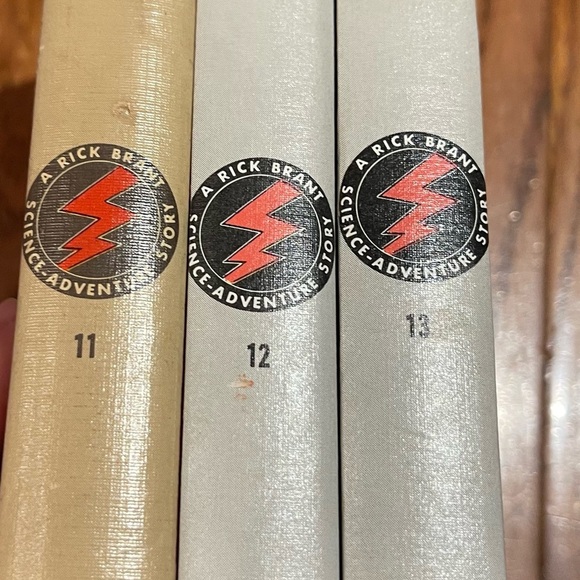 A RICK BRANT
SCIENCE-ADVENTURE STORY
11
A RICK BRANT
SCIENCE-ADVENTURE STORY
12
A RICK BRANT
SCIENCE-ADVENTURE STORY
13